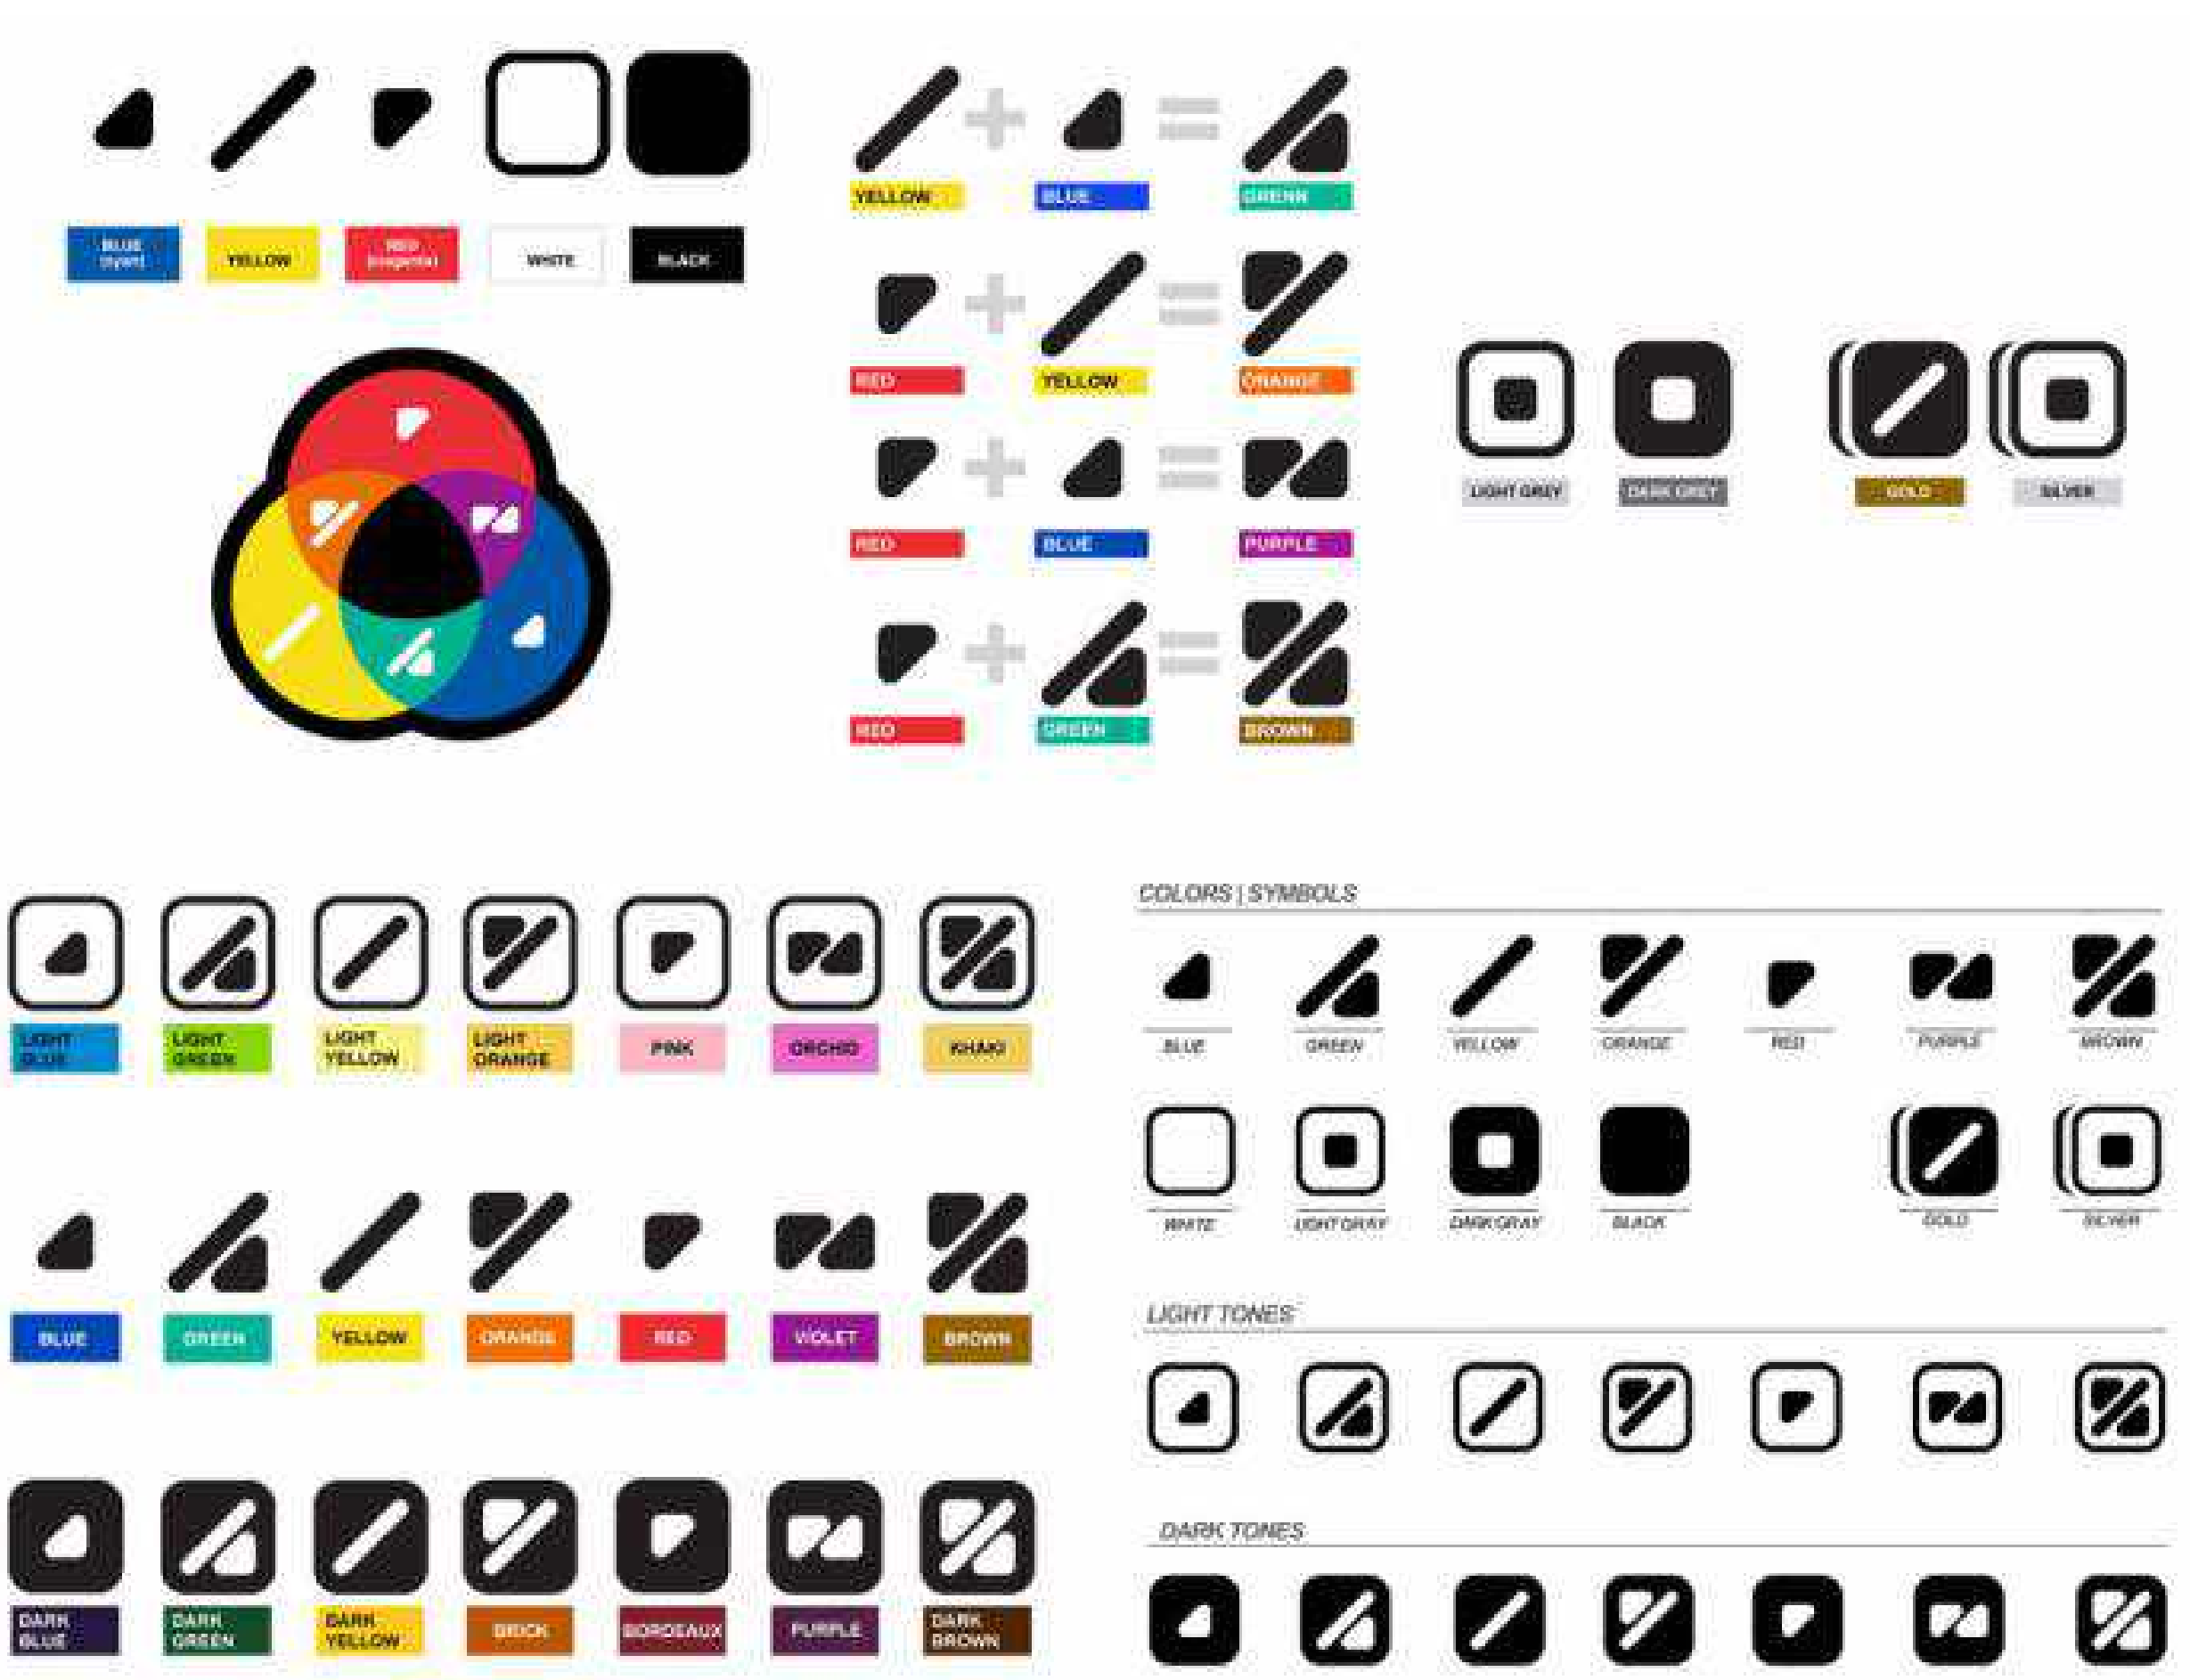 BLUE
(cyan)
YELLOW
RED
(magenta)
WHITE
BLACK
YELLOW
BLUE
GRENN
RED
YELLOW
ORANGE
RED
BLUE
PURPLE
RED
GREEN
BROWN
LIGHT GREY
DARK GREY
GOLD
SILVER
LIGHT
BLUE
LIGHT
GREEN
LIGHT
YELLOW
LIGHT
ORANGE
PINK
ORCHID
KHAKI
BLUE
GREEN
YELLOW
ORANGE
RED
VIOLET
BROWN
DARK
BLUE
DARK
GREEN
DARK
YELLOW
BRICK
BORDEAUX
PURPLE
DARK
BROWN
COLORS | SYMBOLS
BLUE
GREEN
YELLOW
ORANGE
RED
PURPLE
BROWN
WHITE
LIGHT GRAY
DARK GRAY
BLACK
GOLD
SILVER
LIGHT TONES
DARK TONES